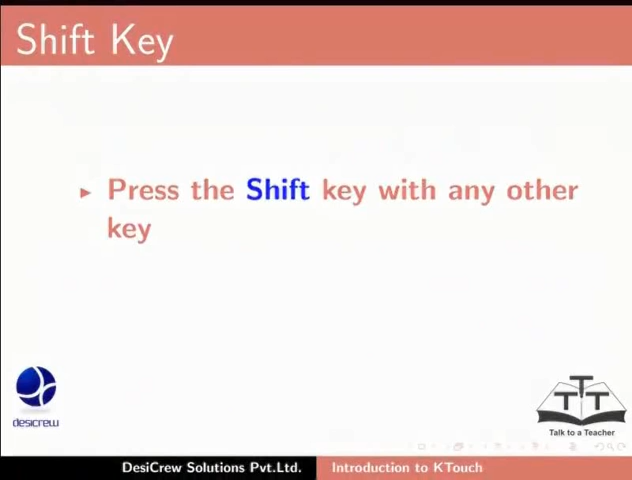 Shift Key
Press the Shift key with any other
key
desicrew
TTT
Talk to a Teacher
DesiCrew Solutions Pvt.Ltd. Introduction to KTouch